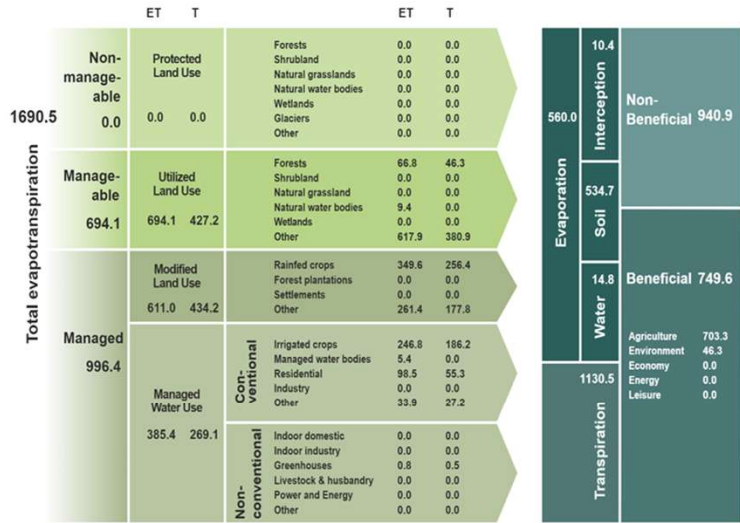 ET T ET T
Total evapotranspiration
1690.5
Non-
manage-
able
0.0
Protected
Land Use
0.0 0.0
Forests 0.0 0.0
Shrubland 0.0 0.0
Natural grasslands 0.0 0.0
Natural water bodies 0.0 0.0
Wetlands 0.0 0.0
Glaciers 0.0 0.0
Other 0.0 0.0
Manage-
able
694.1
Utilized
Land Use
694.1 427.2
Forests 66.8 46.3
Shrubland 0.0 0.0
Natural grassland 0.0 0.0
Natural water bodies 9.4 0.0
Wetlands 0.0 0.0
Other 617.9 380.9
Managed
996.4
Modified
Land Use
611.0 434.2
Rainfed crops 349.6 256.4
Forest plantations 0.0 0.0
Settlements 0.0 0.0
Other 261.4 177.8
Managed
Water Use
385.4 269.1
Con-
ventional
Irrigated crops 246.8 186.2
Managed water bodies 5.4 0.0
Residential 98.5 55.3
Industry 0.0 0.0
Other 33.9 27.2
Non-
conventional
Indoor domestic 0.0 0.0
Indoor industry 0.0 0.0
Greenhouses 0.8 0.5
Livestock & husbandry 0.0 0.0
Power and Energy 0.0 0.0
Other 0.0 0.0
560.0
Evaporation
10.4
Interception
534.7
Soil
14.8
Water
1130.5
Transpiration
Non-
Beneficial 940.9
Beneficial 749.6
Agriculture 703.3
Environment 46.3
Economy 0.0
Energy 0.0
Leisure 0.0